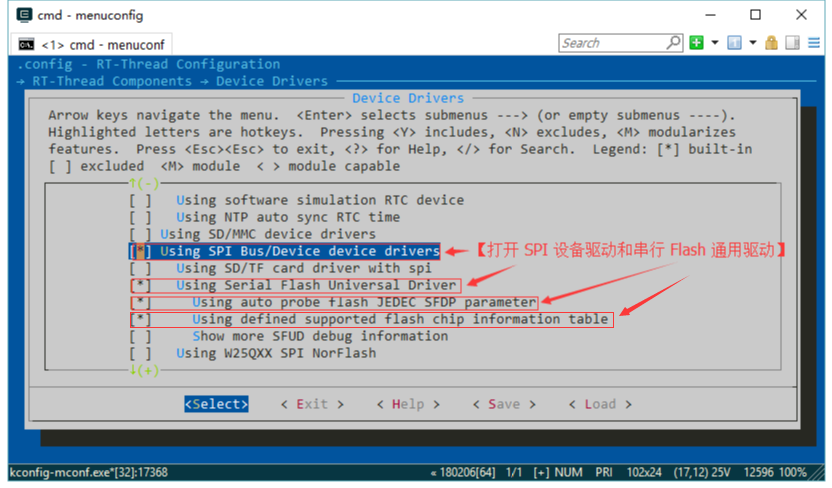 cmd - menuconfig
<1> cmd - menuconf
Search
.config - RT-Thread Configuration
→ RT-Thread Components → Device Drivers
Device Drivers
Arrow keys navigate the menu. <Enter> selects submenus ---> (or empty submenus ----).
Highlighted letters are hotkeys. Pressing <Y> includes, <N> excludes, <M> modularizes
features. Press <Esc><Esc> to exit, <?> for Help, </> for Search. Legend: [*] built-in
[ ] excluded <M> module < > module capable
↑(-)
[ ] Using software simulation RTC device
[ ] Using NTP auto sync RTC time
[ ] Using SD/MMC device drivers
[*] Using SPI Bus/Device device drivers 【打开 SPI 设备驱动和串行 Flash 通用驱动】
[ ] Using SD/TF card driver with spi
[*] Using Serial Flash Universal Driver
[*] Using auto probe flash JEDEC SFDP parameter
[*] Using defined supported flash chip information table
[ ] Show more SFUD debug information
[ ] Using W25QXX SPI NorFlash
↓(+)
<Select> < Exit > < Help > < Save > < Load >
kconfig-mconf.exe*[32]:17368 « 180206[64] 1/1 [+] NUM PRI 102x24 (17,12) 25V 12596 100%